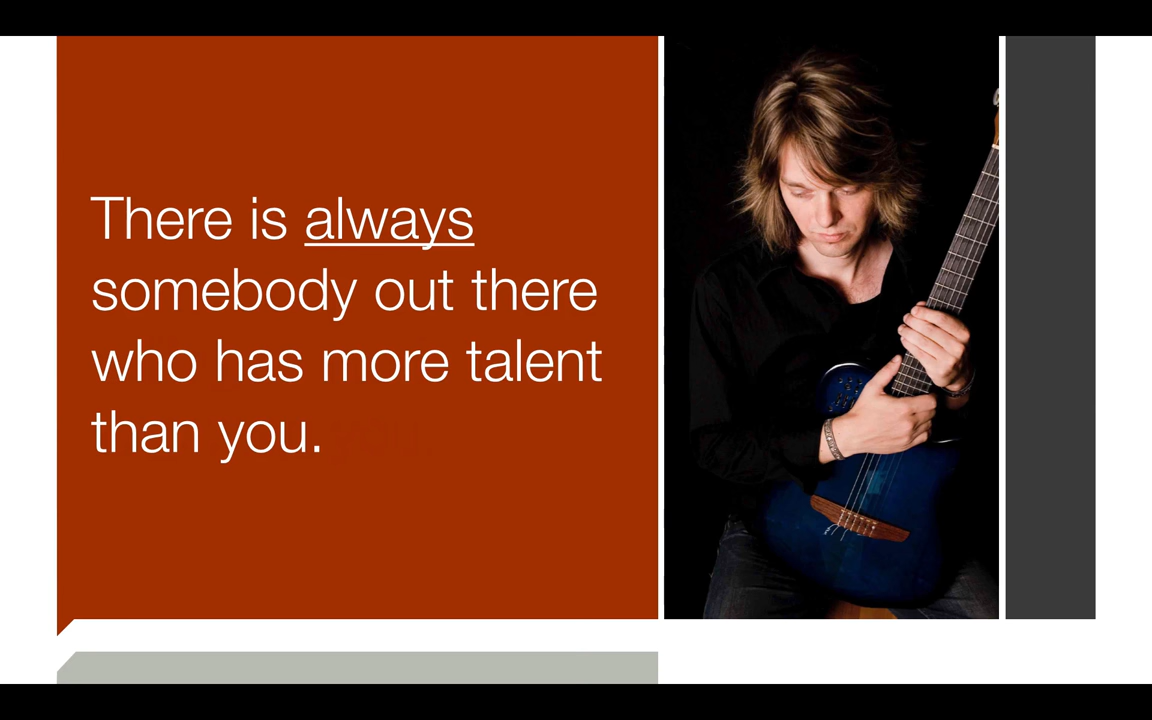 There is always
somebody out there
who has more talent
than you.